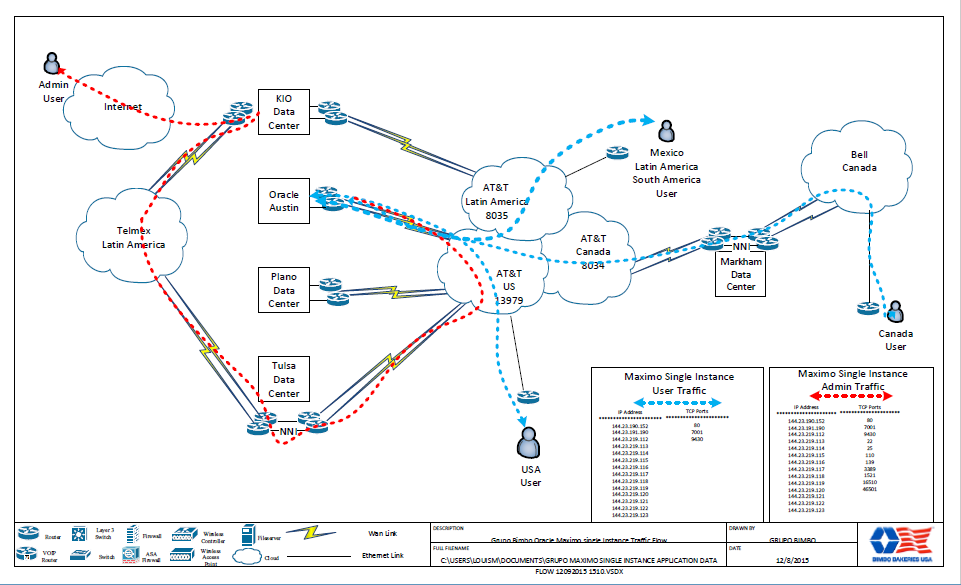 Admin
User
Internet
KIO
Data
Center
Oracle
Austin
Telmex
Latin America
Plano
Data
Center
Tulsa
Data
Center
NNI
AT&T
Latin America
8035
AT&T
Canada
8034
AT&T
US
13979
Mexico
Latin America
South America
User
Bell
Canada
NNI
Markham
Data
Center
Canada
User
USA
User
Maximo Single Instance
User Traffic
IP Address TCP Ports
********************** **********************
144.23.190.152 80
144.23.191.190 7001
144.23.219.112 9430
144.23.219.113
144.23.219.114
144.23.219.115
144.23.219.116
144.23.219.117
144.23.219.118
144.23.219.119
144.23.219.120
144.23.219.121
144.23.219.122
144.23.219.123
Maximo Single Instance
Admin Traffic
IP Address TCP Ports
********************** **********************
144.23.190.152 80
144.23.191.190 7001
144.23.219.112 9430
144.23.219.113 22
144.23.219.114 25
144.23.219.115 110
144.23.219.116 139
144.23.219.117 3389
144.23.219.118 1521
144.23.219.119 16510
144.23.219.120 46501
144.23.219.121
144.23.219.122
144.23.219.123
Router
Layer 3
Switch
Firewall
Wireless
Controller
Fileserver
Wan Link
VOIP
Router
Switch
ASA
Firewall
Wireless
Access
Point
Cloud
Ethernet Link
DESCRIPTION
Grupo Bimbo Oracle Maximo single Instance Traffic Flow
FULL FILENAME
C:\USERS\LDUISM\DOCUMENTS\GRUPO MAXIMO SINGLE INSTANCE APPLICATION DATA
FLOW 12092015 1510.VSDX
DRAWN BY
GRUPO BIMBO
DATE
12/8/2015
BIMBO BAKERIES USA